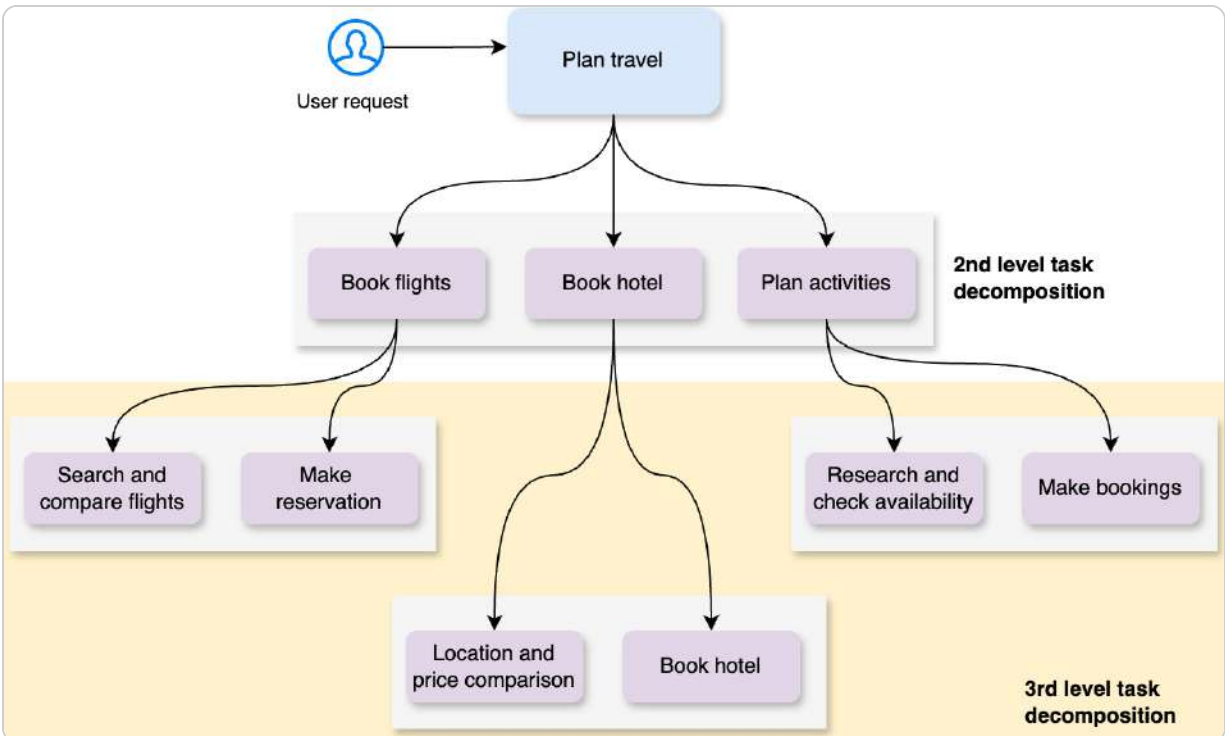 Plan travel
User request
Book flights
Book hotel
Plan activities
2nd level task
decomposition
Search and
compare flights
Make
reservation
Research and
check availability
Make bookings
Location and
price comparison
Book hotel
3rd level task
decomposition